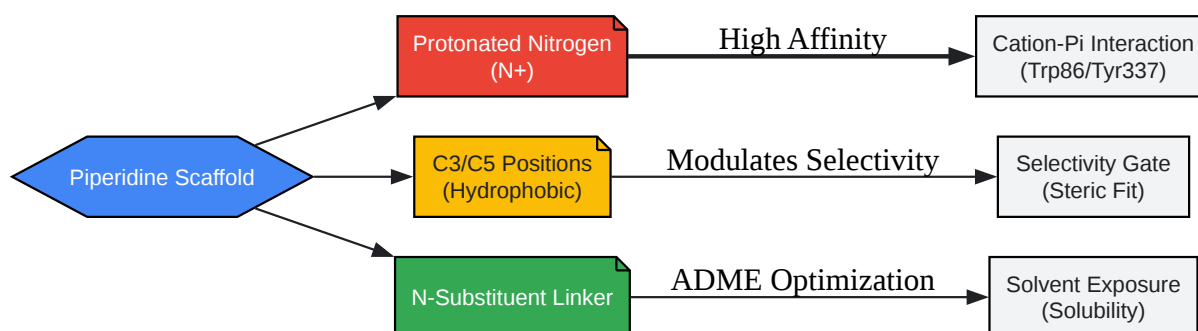 Protonated Nitrogen
(N+)
High Affinity
Cation-Pi Interaction
(Trp86/Tyr337)
Piperidine Scaffold
C3/C5 Positions
(Hydrophobic)
Modulates Selectivity
Selectivity Gate
(Steric Fit)
N-Substituent Linker
ADME Optimization
Solvent Exposure
(Solubility)